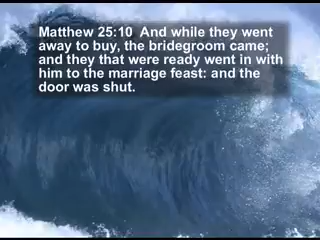 Matthew 25:10  And while they went
away to buy, the bridegroom came;
and they that were ready went in with
him to the marriage feast: and the
door was shut.